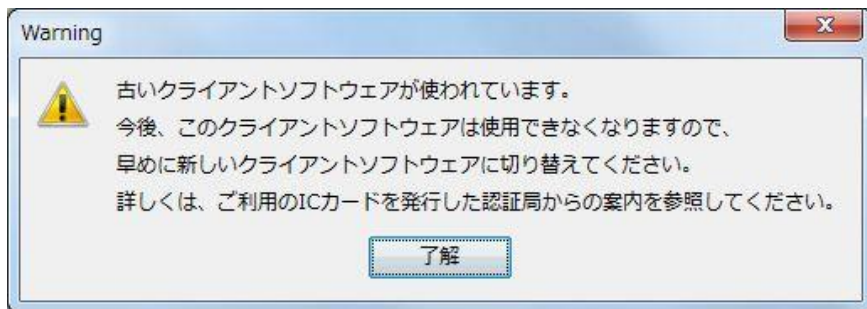 Warning
古いクライアントソフトウェアが使われています。
今後、このクライアントソフトウェアは使用できなくなりますので、
早めに新しいクライアントソフトウェアに切り替えてください。
詳しくは、ご利用のICカードを発行した認証局からの案内を参照してください。
了解